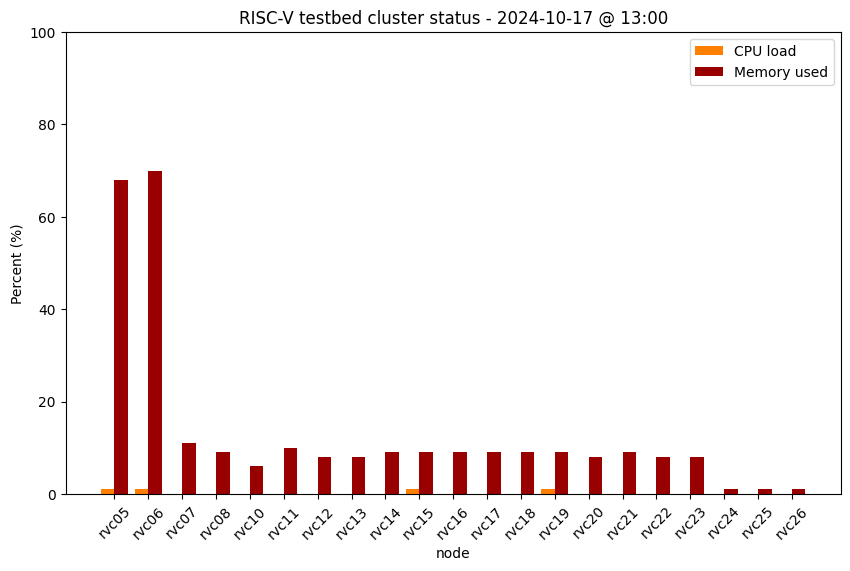 RISC-V testbed cluster status - 2024-10-17 @ 13:00
CPU load
Memory used
Percent (%)
100
80
60
40
20
0
rvc05 rvc06 rvc07 rvc08 rvc10 rvc11 rvc12 rvc13 rvc14 rvc15 rvc16 rvc17 rvc18 rvc19 rvc20 rvc21 rvc22 rvc23 rvc24 rvc25 rvc26
node